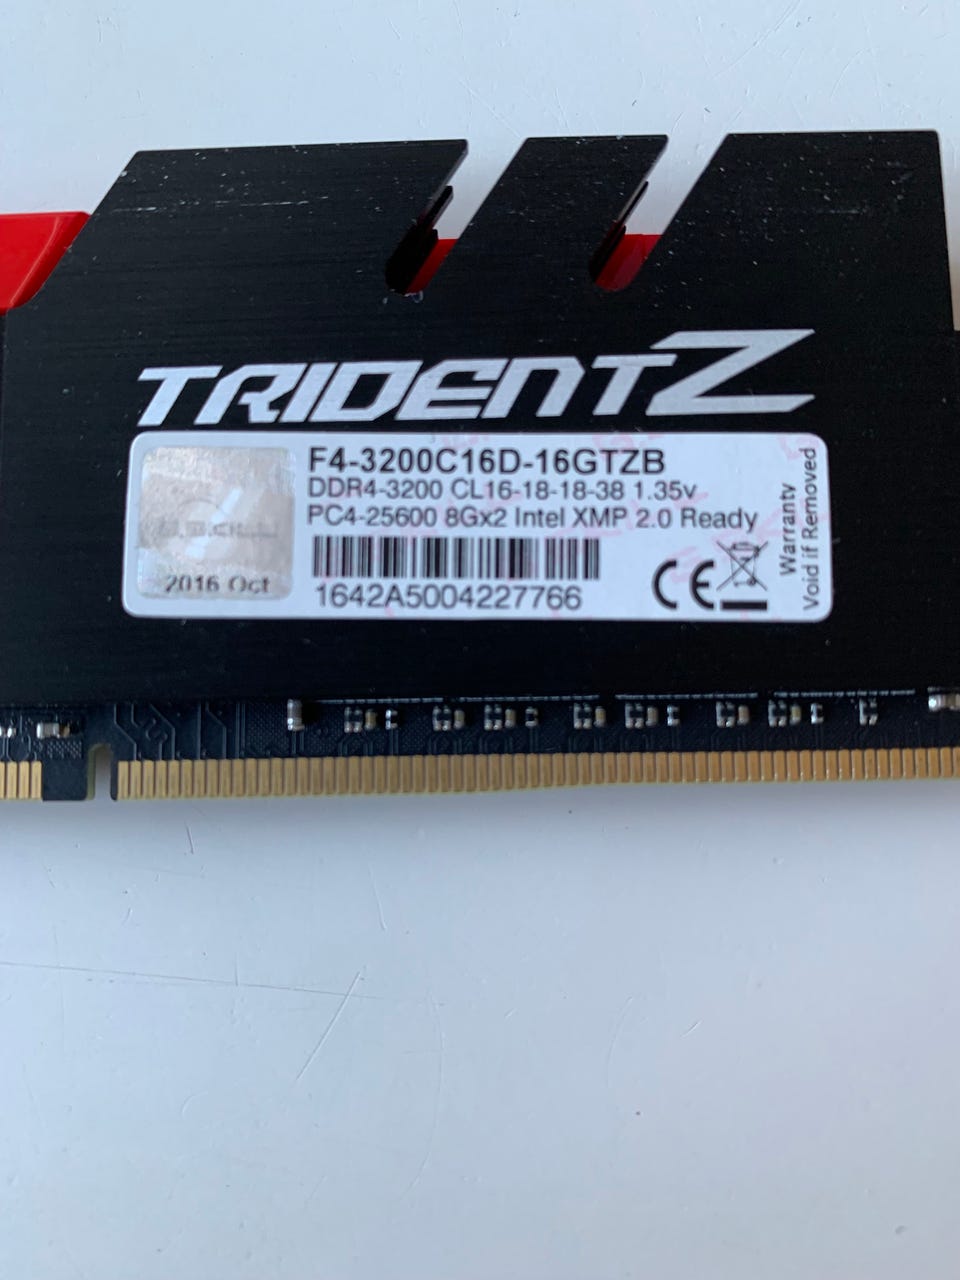 TRIDENTZ
F4-3200C16D-16GTZB
DDR4-3200 CL16-18-18-38 1.35v
PC4-25600 8Gx2 Intel XMP 2.0 Ready
2016 Oct
1642A5004227766
CE
Warranty
Void if Removed